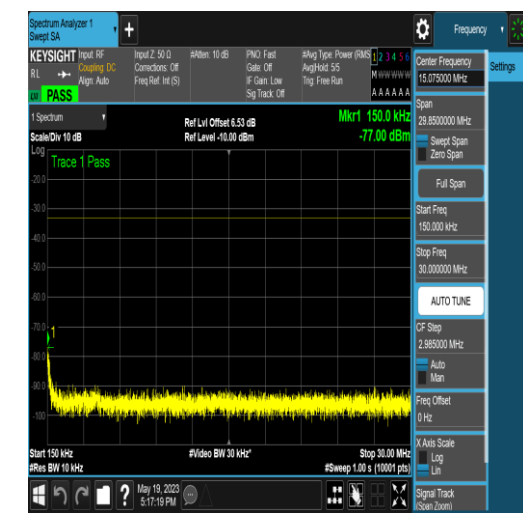 Spectrum Analyzer 1
Swept SA
+
Frequency
KEYSIGHT Input: RF
RL Coupling: DC
Align: Auto
LXI PASS
Input Z: 50 Ω
Corrections: Off
Freq Ref: Int (S)
#Atten: 10 dB
PNO: Fast
Gate: Off
IF Gain: Low
Sig Track: Off
#Avg Type: Power (RMS
Avg|Hold: 5/5
Trig: Free Run
1 2 3 4 5 6
M W W W W W
A A A A A A
Center Frequency
15.075000 MHz
Settings
1 Spectrum
Scale/Div 10 dB
Ref Lvl Offset 6.53 dB
Ref Level -10.00 dBm
Mkr1 150.0 kHz
-77.00 dBm
Log
Trace 1 Pass
-20.0
-30.0
-40.0
-50.0
-60.0
-70.0
-80.0
-90.0
-100
1
Start 150 kHz
#Res BW 10 kHz
#Video BW 30 kHz*
Stop 30.00 MHz
#Sweep 1.00 s (10001 pts)
Span
29.8500000 MHz
Swept Span
Zero Span
Full Span
Start Freq
150.000 kHz
Stop Freq
30.000000 MHz
AUTO TUNE
CF Step
2.985000 MHz
Auto
Man
Freq Offset
0 Hz
X Axis Scale
Log
Lin
Signal Track
(Span Zoom)
?
May 19, 2023
5:17:19 PM